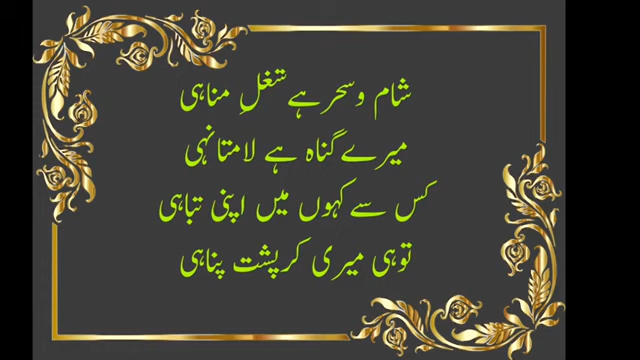 شام و سحر ہے شغلِ مناہی
میرے گناہ ہے لامتانہی
کس سے کہوں میں اپنی تباہی
تو ہی میری کر پشت پناہی